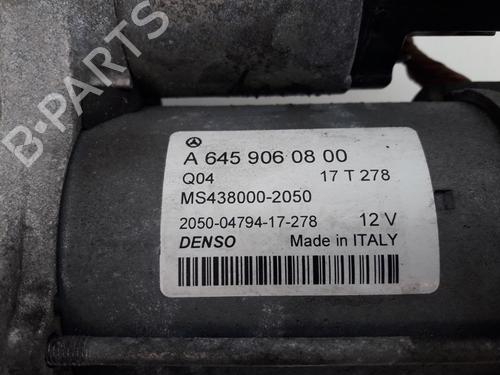 B-PARTS
A 645 906 08 00
Q04 17 T 278
MS438000-2050
2050-04794-17-278 12 V
DENSO Made in ITALY